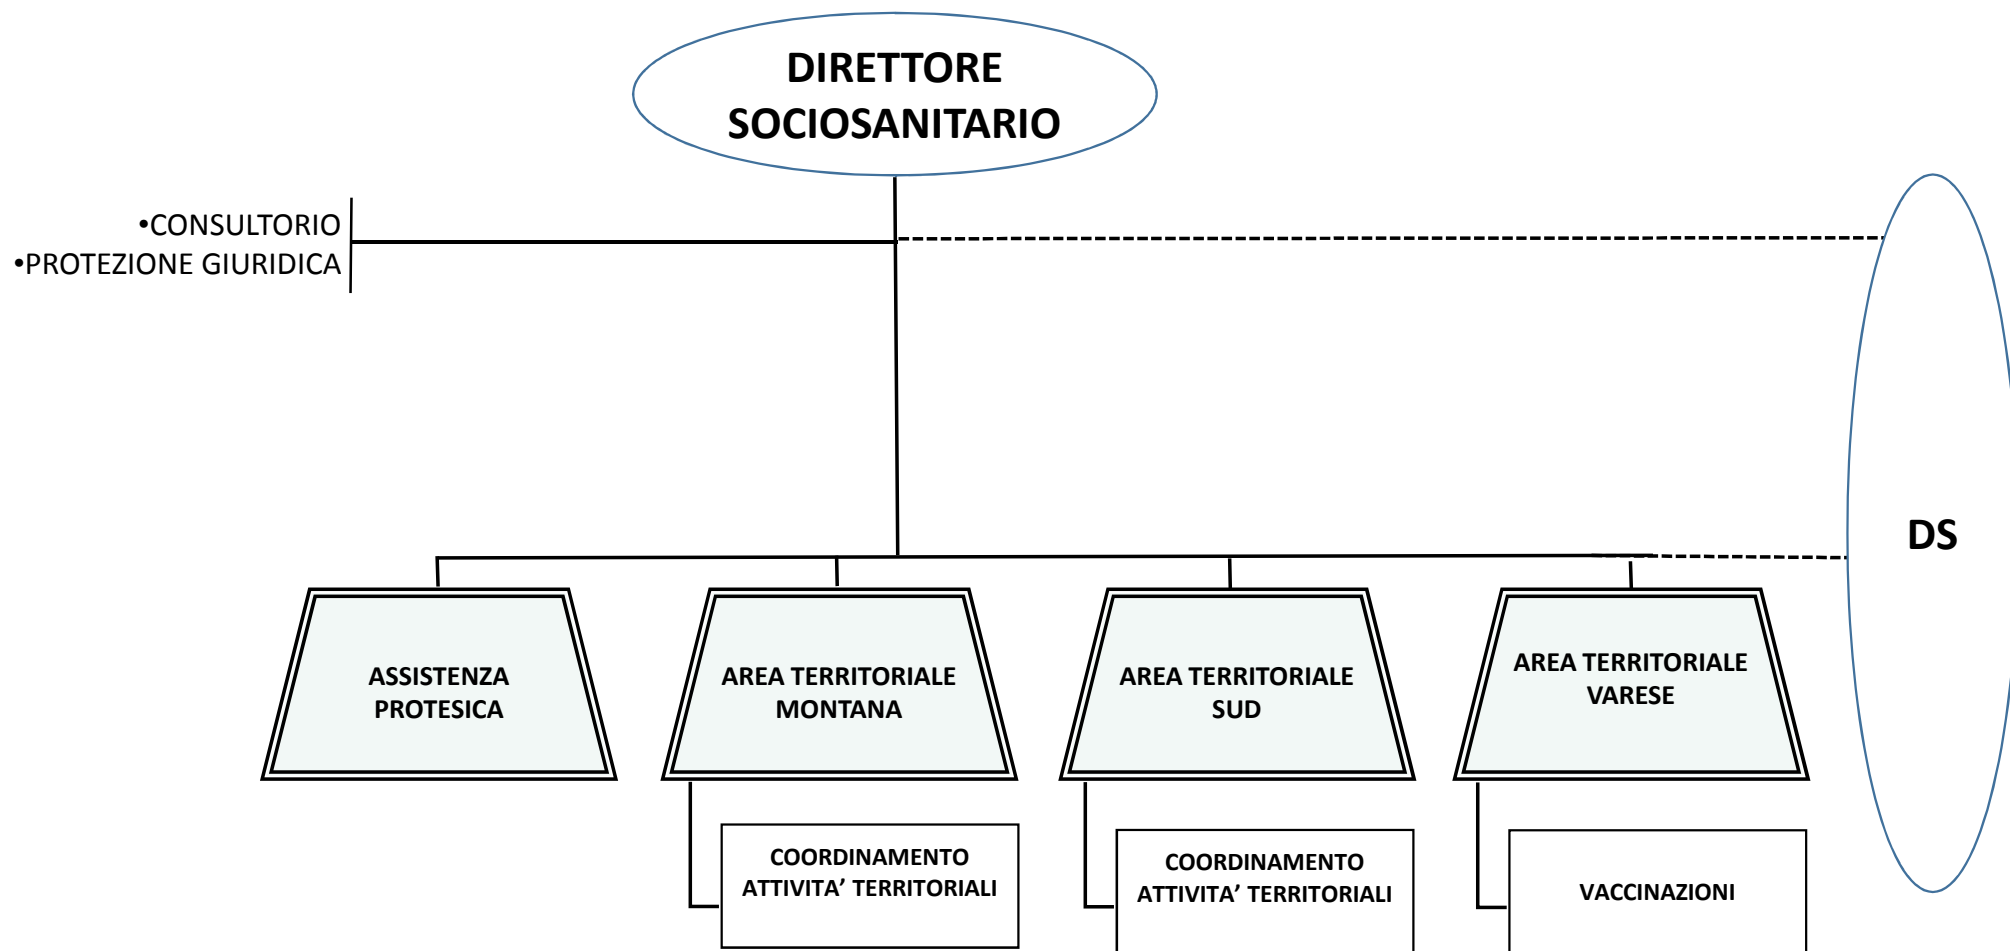 DIRETTORE
SOCIOSANITARIO
•CONSULTORIO
•PROTEZIONE GIURIDICA
DS
ASSISTENZA
PROTESICA
AREA TERRITORIALE
MONTANA
AREA TERRITORIALE
SUD
AREA TERRITORIALE
VARESE
COORDINAMENTO
ATTIVITA’ TERRITORIALI
COORDINAMENTO
ATTIVITA’ TERRITORIALI
VACCINAZIONI